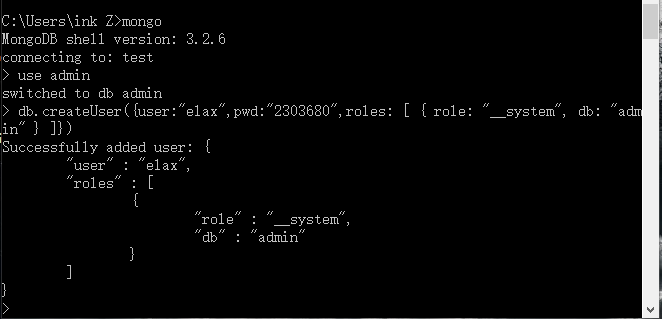 C:\Users\ink Z>mongo
MongoDB shell version: 3.2.6
connecting to: test
> use admin
switched to db admin
> db.createUser({user:"elax",pwd:"2303680",roles: [ { role: "__system", db: "adm
in" } ]})
Successfully added user: {
        "user" : "elax",
        "roles" : [
                {
                        "role" : "__system",
                        "db" : "admin"
                }
        ]
}
>